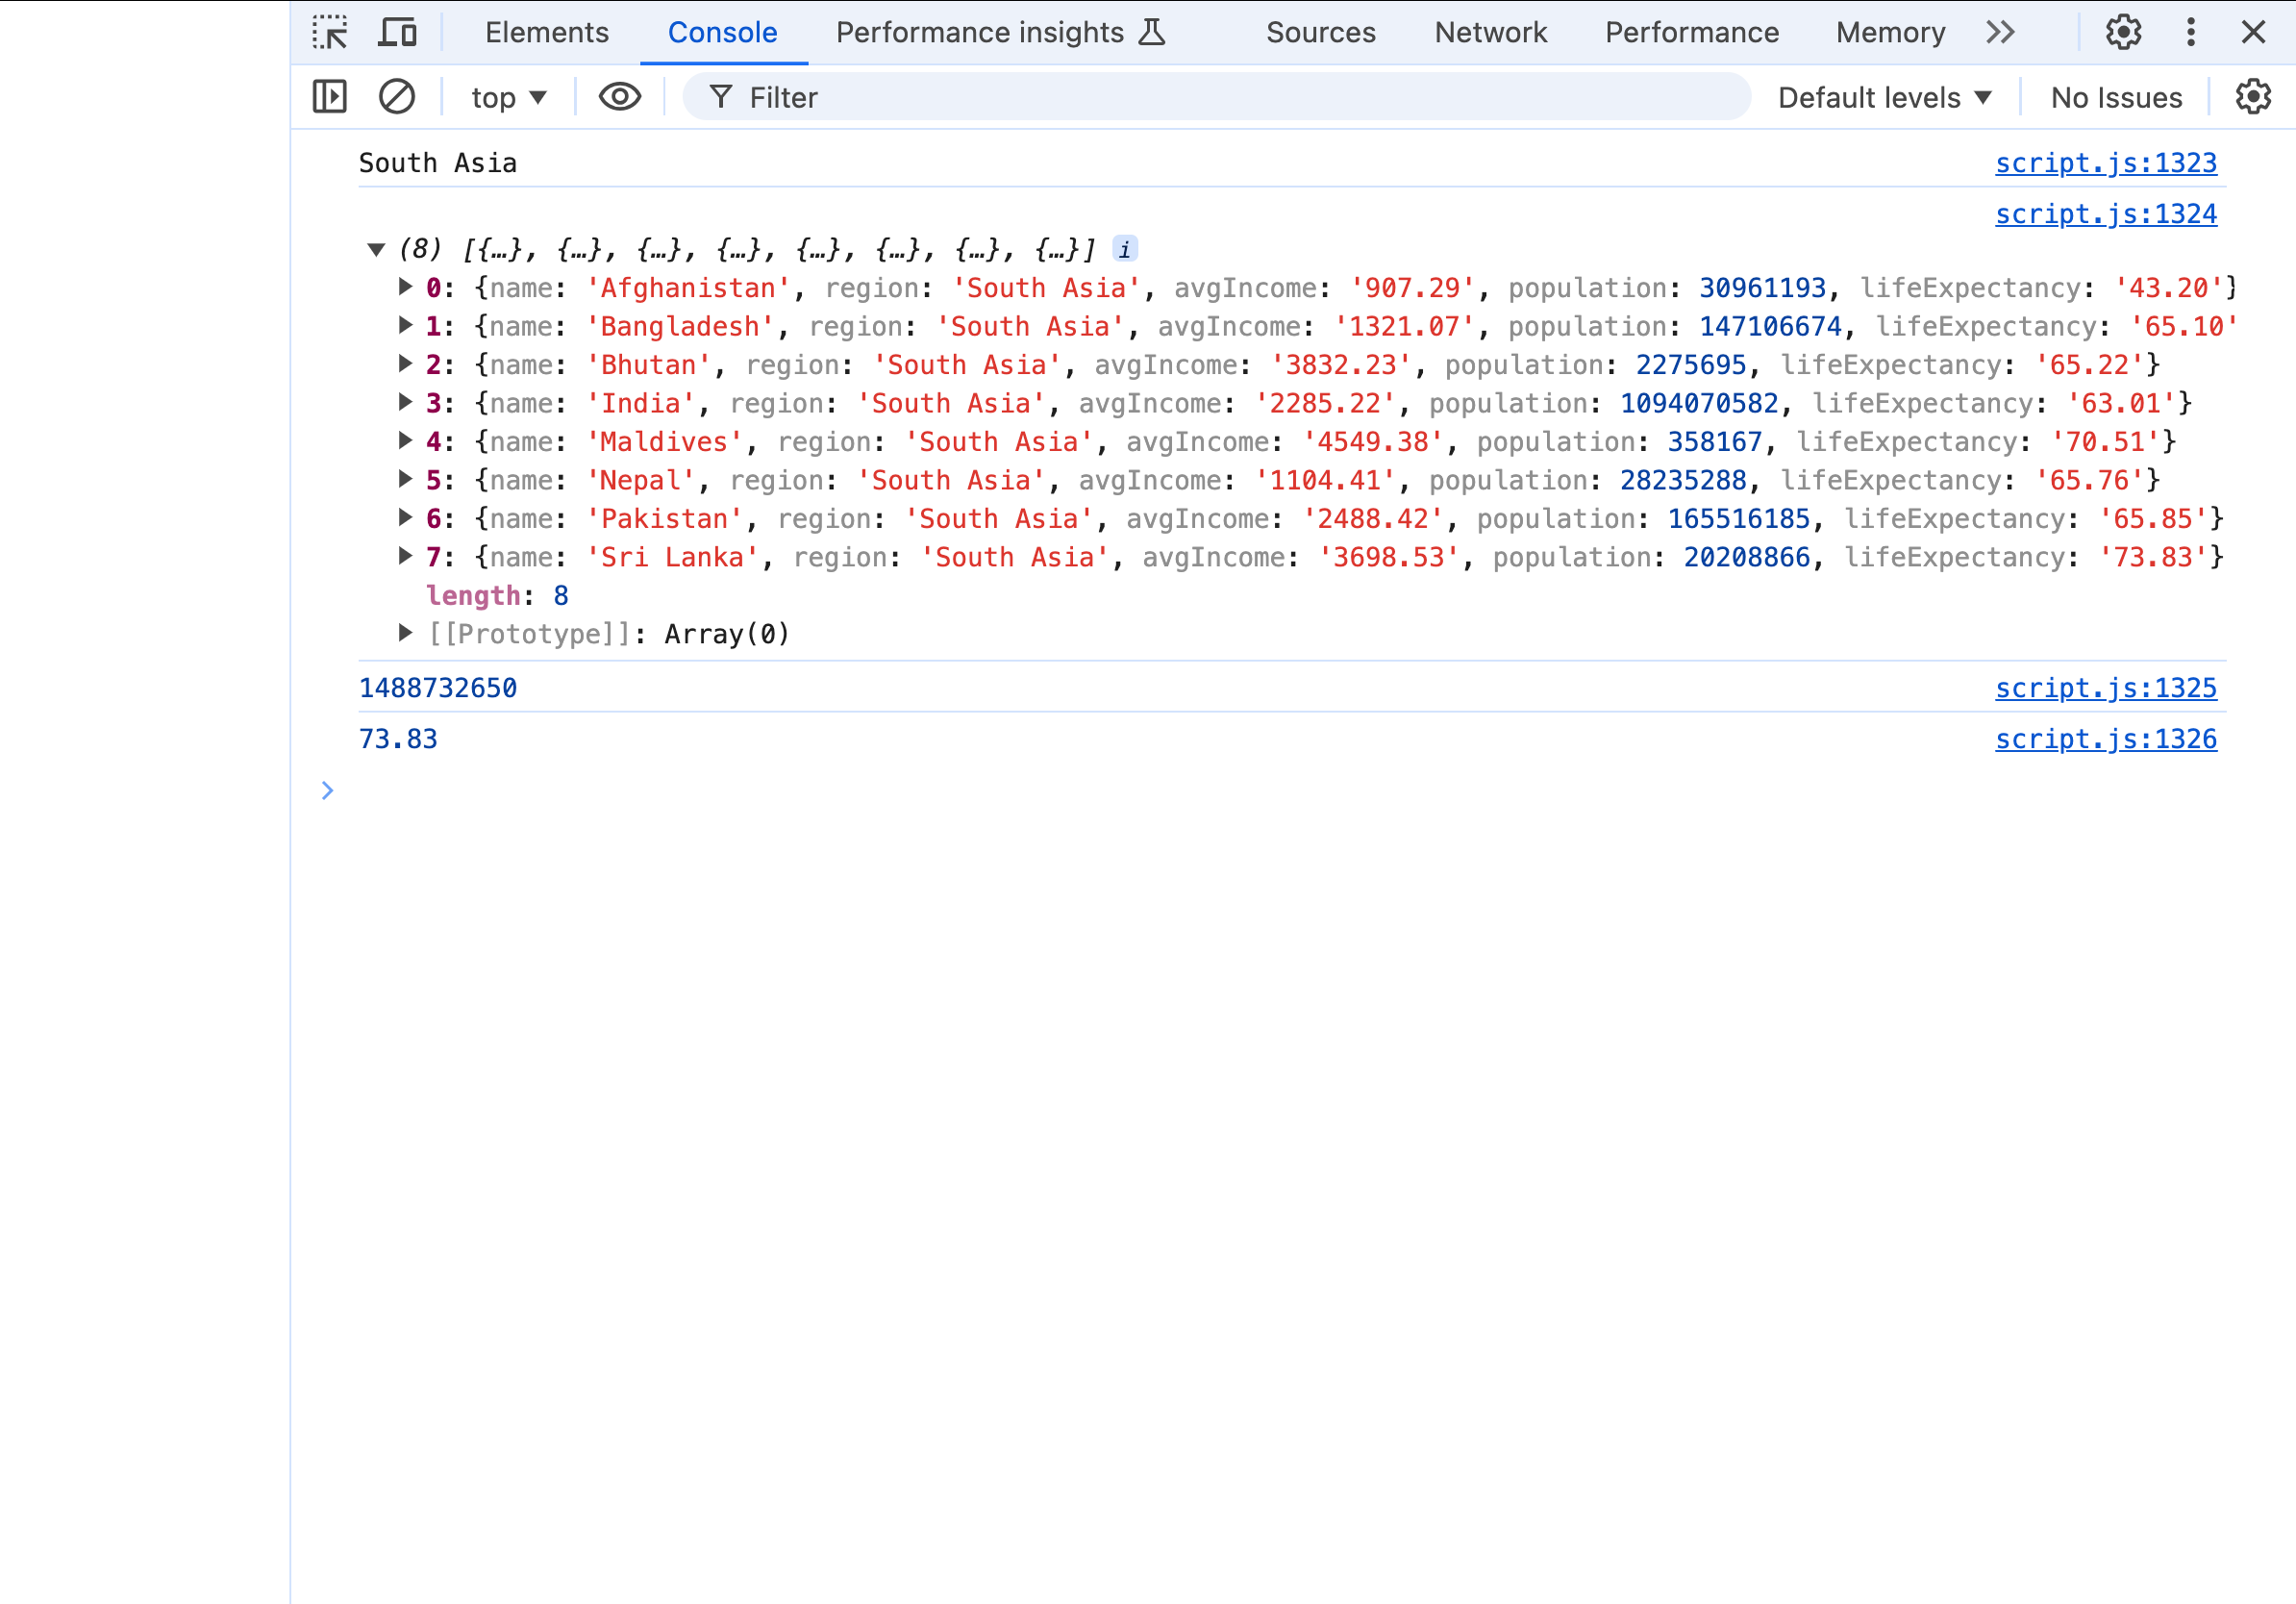 Elements Console Performance insights Sources Network Performance Memory
top Filter Default levels No Issues
South Asia script.js:1323
script.js:1324
(8) [{…}, {…}, {…}, {…}, {…}, {…}, {…}, {…}] i
0: {name: 'Afghanistan', region: 'South Asia', avgIncome: '907.29', population: 30961193, lifeExpectancy: '43.20'}
1: {name: 'Bangladesh', region: 'South Asia', avgIncome: '1321.07', population: 147106674, lifeExpectancy: '65.10'
2: {name: 'Bhutan', region: 'South Asia', avgIncome: '3832.23', population: 2275695, lifeExpectancy: '65.22'}
3: {name: 'India', region: 'South Asia', avgIncome: '2285.22', population: 1094070582, lifeExpectancy: '63.01'}
4: {name: 'Maldives', region: 'South Asia', avgIncome: '4549.38', population: 358167, lifeExpectancy: '70.51'}
5: {name: 'Nepal', region: 'South Asia', avgIncome: '1104.41', population: 28235288, lifeExpectancy: '65.76'}
6: {name: 'Pakistan', region: 'South Asia', avgIncome: '2488.42', population: 165516185, lifeExpectancy: '65.85'}
7: {name: 'Sri Lanka', region: 'South Asia', avgIncome: '3698.53', population: 20208866, lifeExpectancy: '73.83'}
length: 8
[[Prototype]]: Array(0)
1488732650 script.js:1325
73.83 script.js:1326